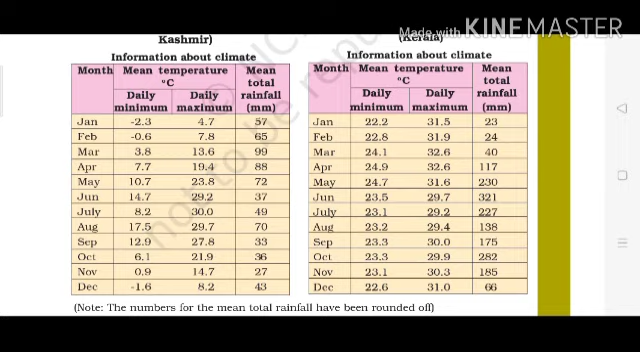 Made with KINEMASTER
Kashmir) Kerala)
Information about climate Information about climate
Month Mean temperature Mean Month Mean temperature Mean
°C total °C total
Daily Daily rainfall Daily Daily rainfall
minimum maximum (mm) minimum maximum (mm)
Jan -2.3 4.7 57 Jan 22.2 31.5 23
Feb -0.6 7.8 65 Feb 22.8 31.9 24
Mar 3.8 13.6 99 Mar 24.1 32.6 40
Apr 7.7 19.4 88 Apr 24.9 32.6 117
May 10.7 23.8 72 May 24.7 31.6 230
Jun 14.7 29.2 37 Jun 23.5 29.7 321
July 8.2 30.0 49 July 23.1 29.2 227
Aug 17.5 29.7 70 Aug 23.2 29.4 138
Sep 12.9 27.8 33 Sep 23.3 30.0 175
Oct 6.1 21.9 36 Oct 23.3 29.9 282
Nov 0.9 14.7 27 Nov 23.1 30.3 185
Dec -1.6 8.2 43 Dec 22.6 31.0 66
(Note: The numbers for the mean total rainfall have been rounded off)
not to be